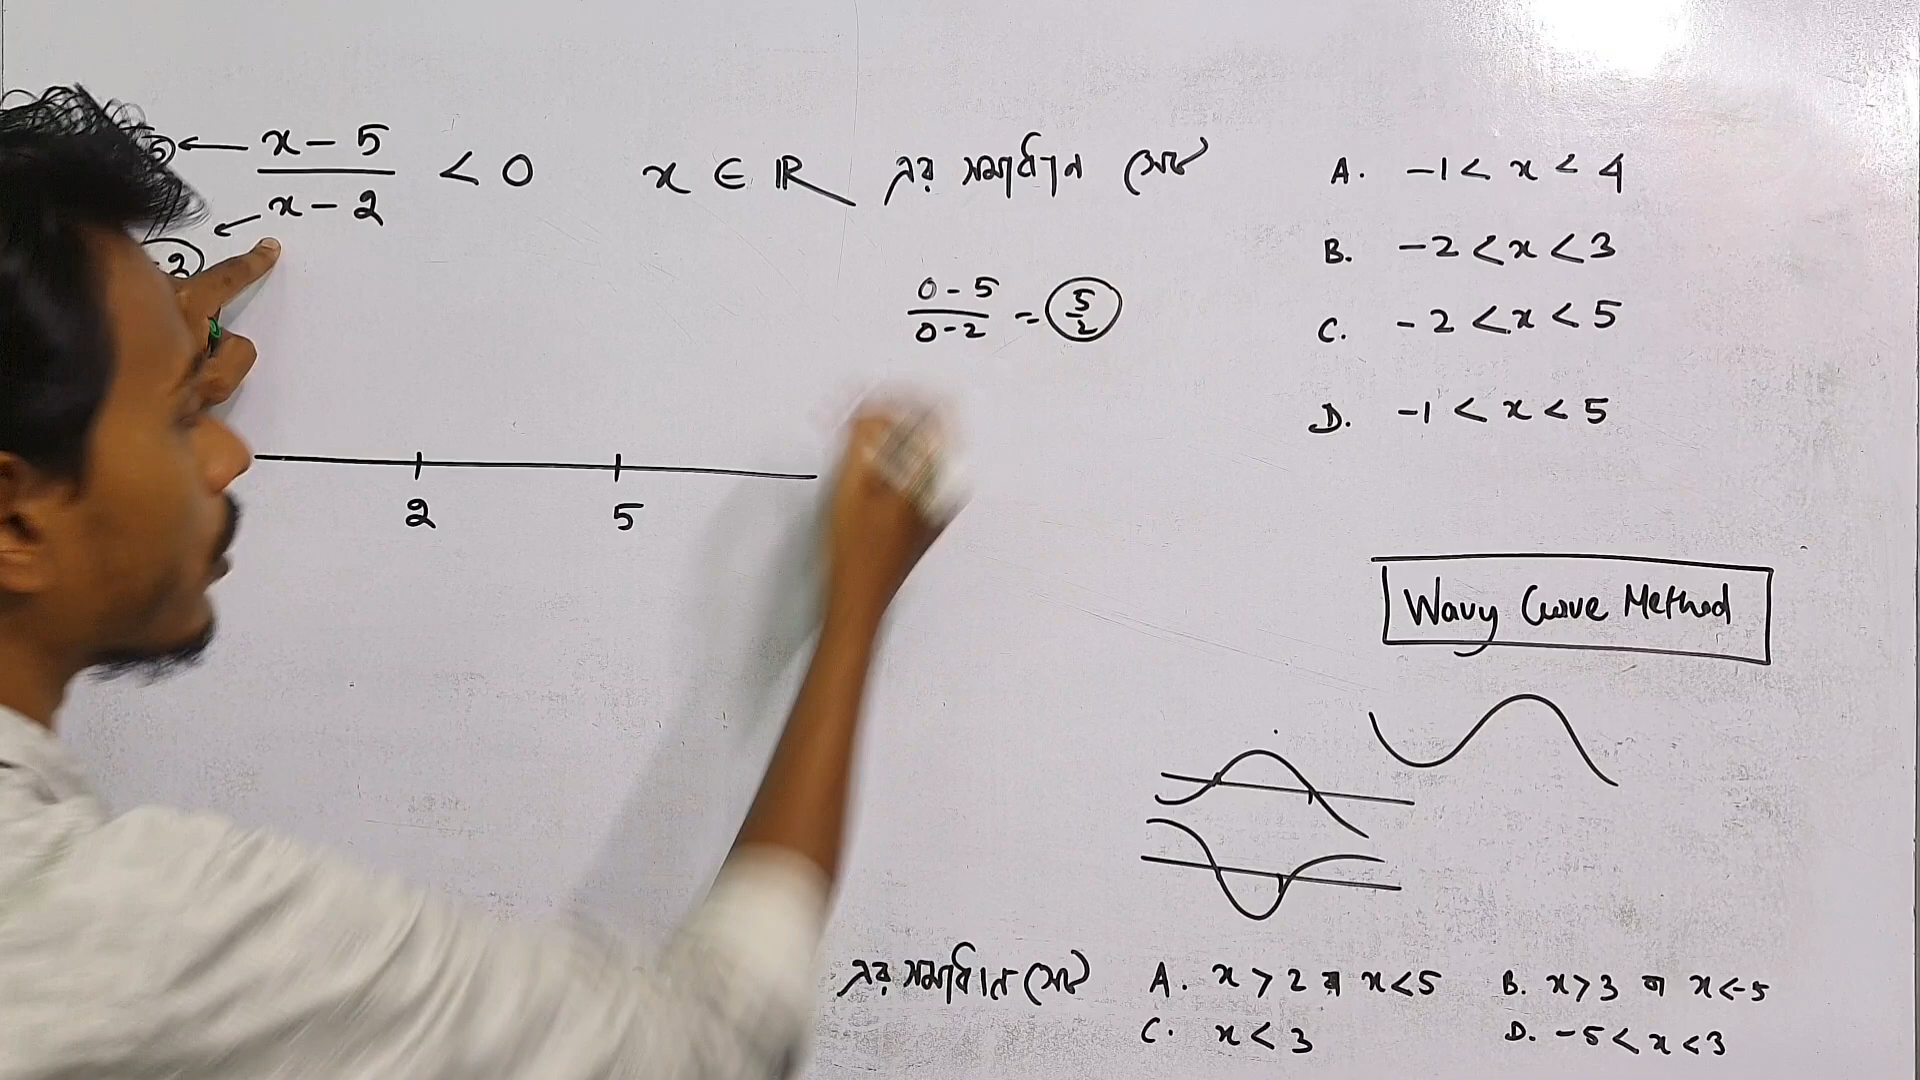 x - 5 / x - 2 < 0 x ∈ ℝ এর সমাধান সেট
A. -1 < x < 4
B. -2 < x < 3
C. -2 < x < 5
D. -1 < x < 5
0 - 5 / 0 - 2 = 5/2
2 5
Wavy Curve Method
এর সমাধান সেট A. x > 2 বা x < 5 B. x > 3 বা x < -5
C. x < 3 D. -5 < x < 3